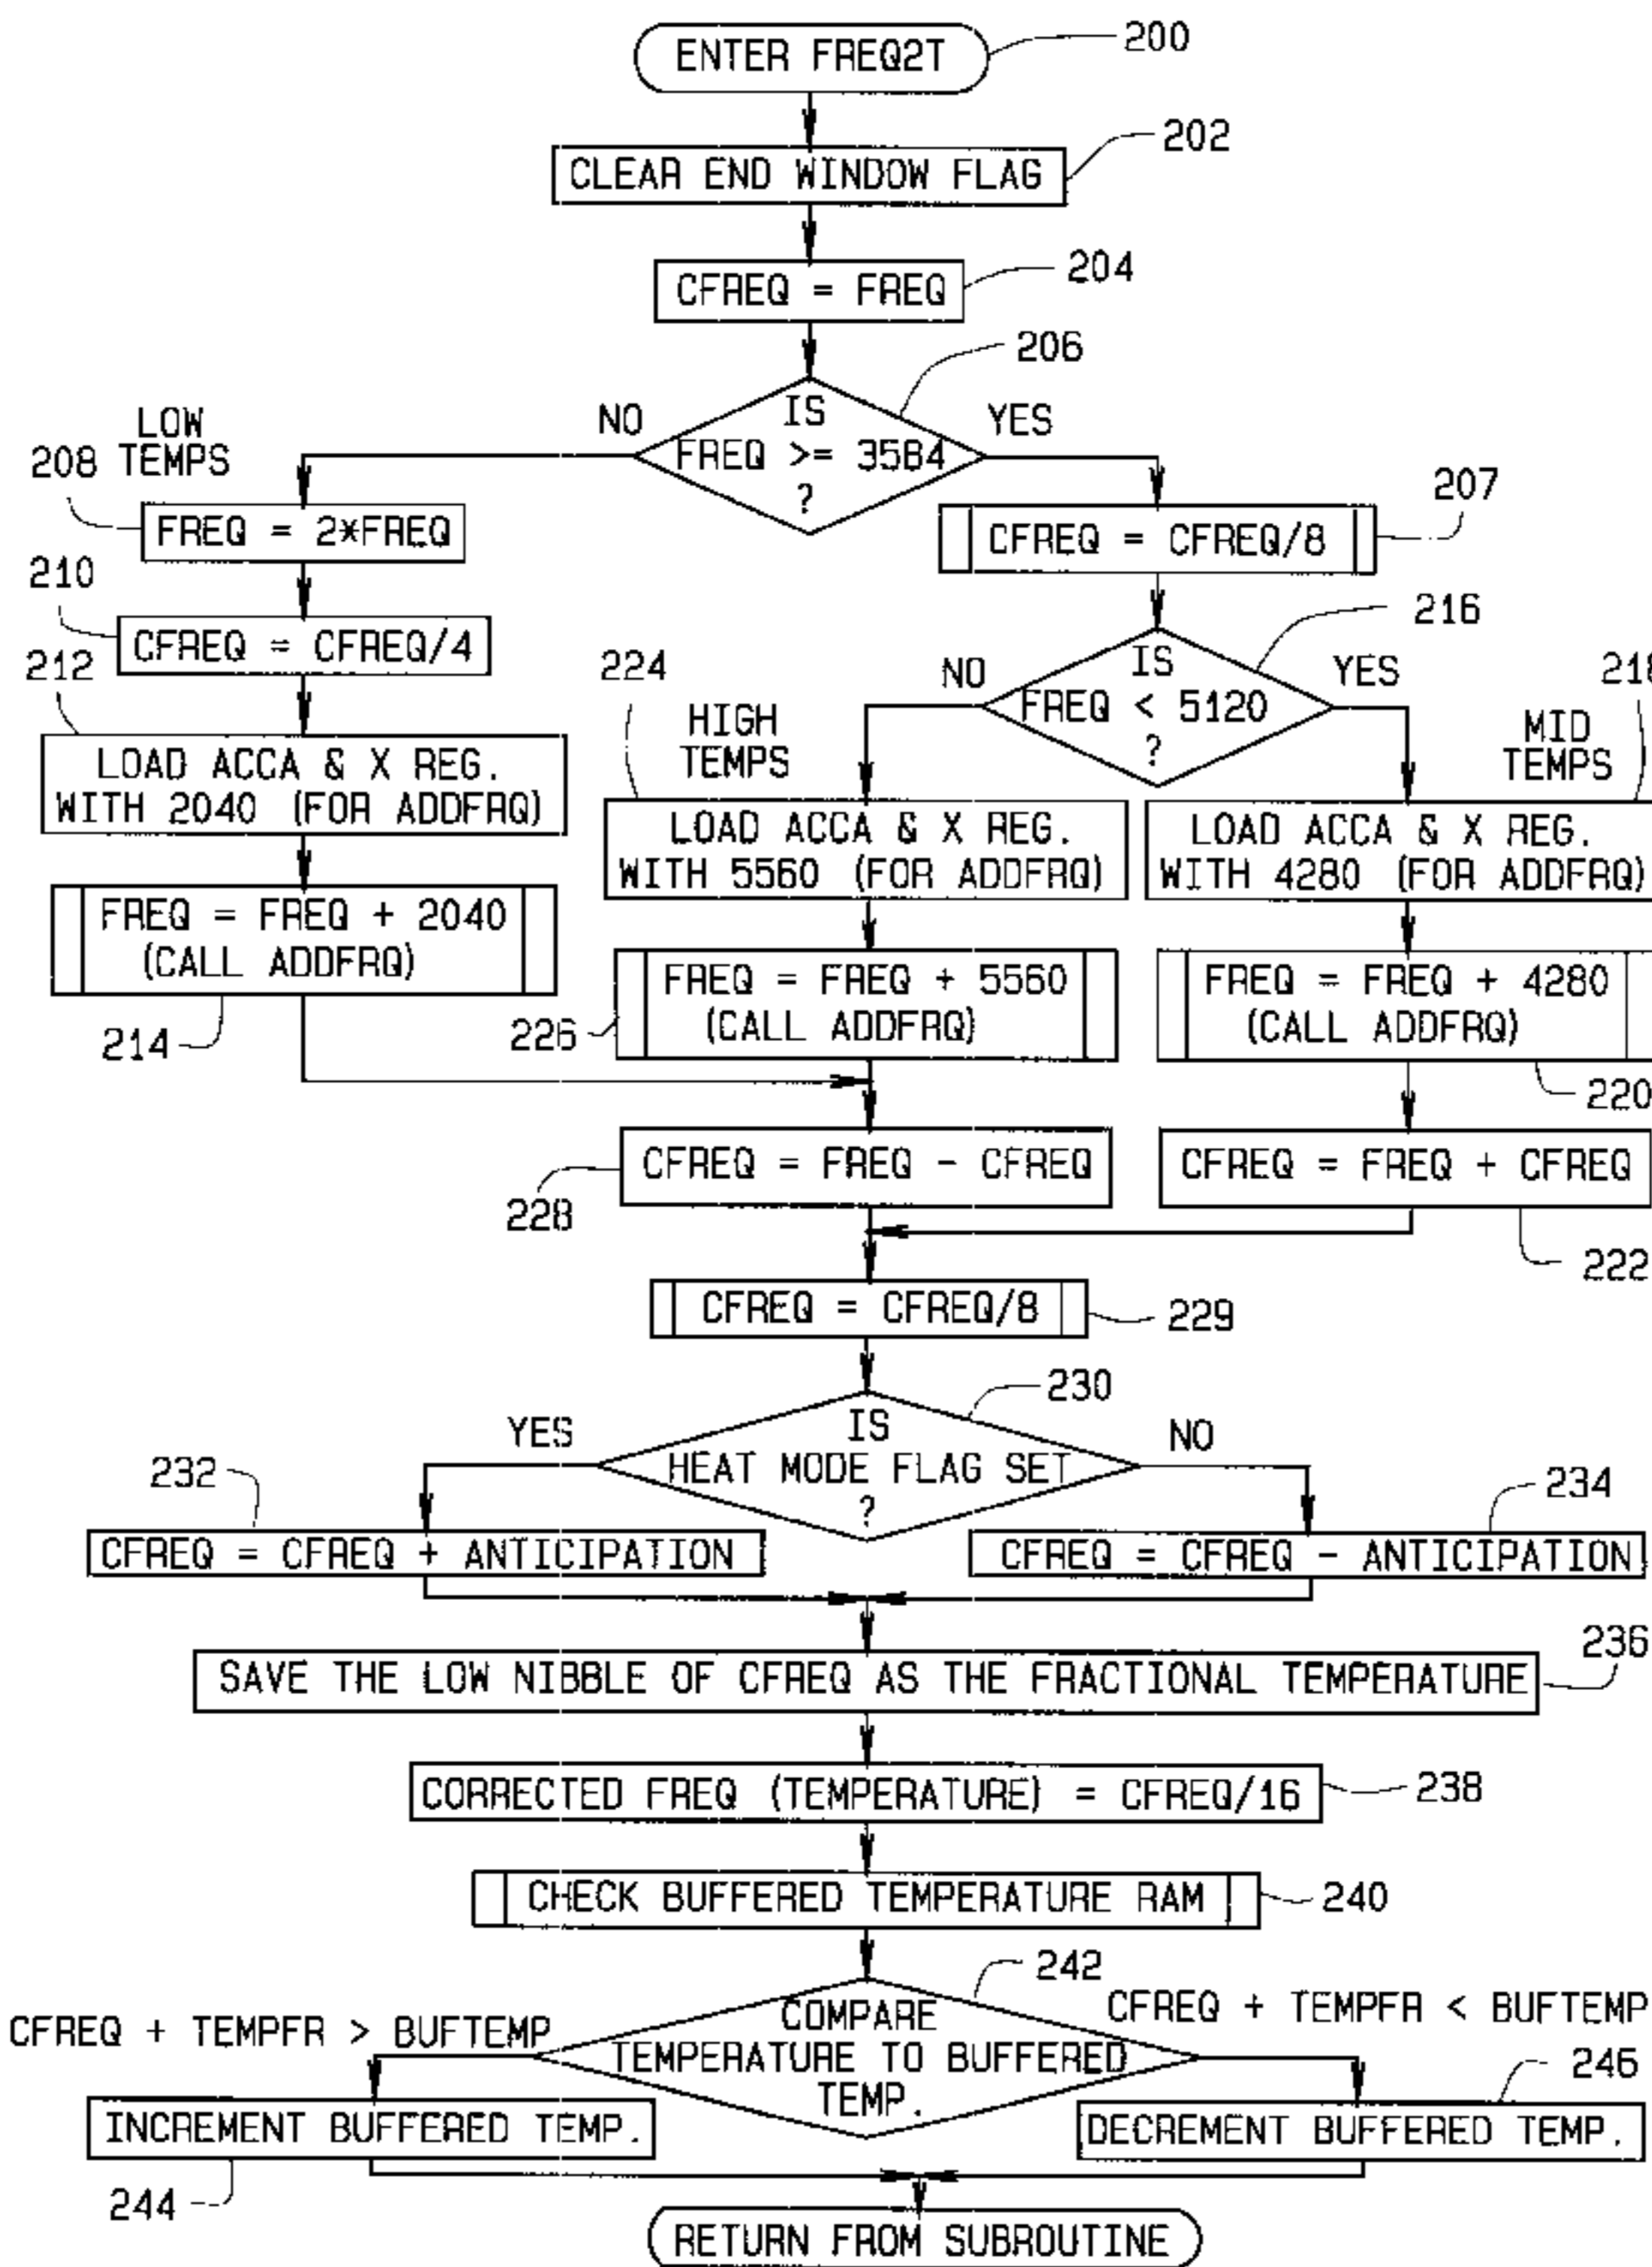 ENTER FREQ2T
200
CLEAR END WINDOW FLAG
202
CFREQ = FREQ
204
206
IS
FREQ >= 3584
?
NO
YES
LOW
TEMPS
208
FREQ = 2*FREQ
207
CFREQ = CFREQ/8
210
CFREQ = CFREQ/4
216
IS
FREQ < 5120
?
NO
YES
212
LOAD ACCA & X REG.
WITH 2040 (FOR ADDFRQ)
224
HIGH
TEMPS
218
MID
TEMPS
LOAD ACCA & X REG.
WITH 5560 (FOR ADDFRQ)
LOAD ACCA & X REG.
WITH 4280 (FOR ADDFRQ)
FREQ = FREQ + 2040
(CALL ADDFRQ)
214
FREQ = FREQ + 5560
(CALL ADDFRQ)
226
FREQ = FREQ + 4280
(CALL ADDFRQ)
220
CFREQ = FREQ - CFREQ
228
CFREQ = FREQ + CFREQ
222
CFREQ = CFREQ/8
229
230
IS
HEAT MODE FLAG SET
?
YES
NO
232
CFREQ = CFREQ + ANTICIPATION
234
CFREQ = CFREQ - ANTICIPATION
236
SAVE THE LOW NIBBLE OF CFREQ AS THE FRACTIONAL TEMPERATURE
CORRECTED FREQ (TEMPERATURE) = CFREQ/16
238
CHECK BUFFERED TEMPERATURE RAM
240
242
COMPARE
TEMPERATURE TO BUFFERED
TEMP.
CFREQ + TEMPFR > BUFTEMP
CFREQ + TEMPFR < BUFTEMP
246
INCREMENT BUFFERED TEMP.
DECREMENT BUFFERED TEMP.
244
RETURN FROM SUBROUTINE